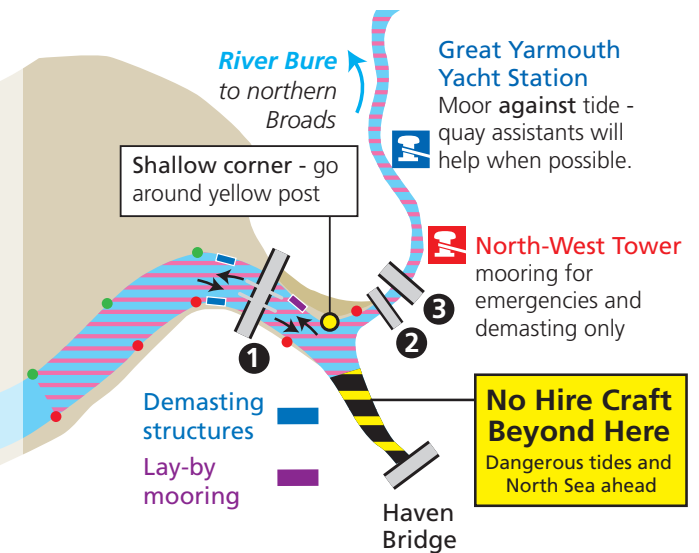 River Bure
to northern
Broads
Great Yarmouth
Yacht Station
Moor against tide -
quay assistants will
help when possible.
Shallow corner - go
around yellow post
North-West Tower
mooring for
emergencies and
demasting only
3
2
1
Demasting
structures
Lay-by
mooring
No Hire Craft
Beyond Here
Dangerous tides and
North Sea ahead
Haven
Bridge